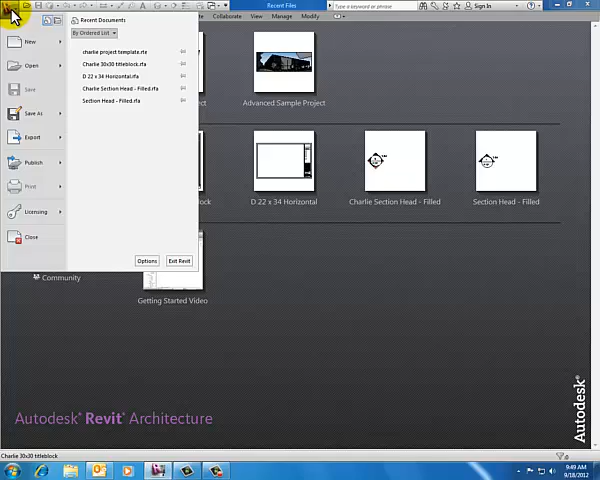 Recent Files
Type a keyword or phrase
Sign In
Collaborate View Manage Modify
Recent Documents
By Ordered List
New
charlie project template.rte
Open
Charlie 30x30 titleblock.rfa
D 22 x 34 Horizontal.rfa
Save
Charlie Section Head - Filled.rfa
Section Head - Filled.rfa
Save As
Export
Publish
Print
Licensing
Close
Options Exit Revit
Advanced Sample Project
D 22 x 34 Horizontal
Charlie Section Head - Filled
Section Head - Filled
Community
Getting Started Video
Autodesk Revit Architecture
Autodesk
Charlie 30x30 titleblock
9:49 AM
9/18/2012